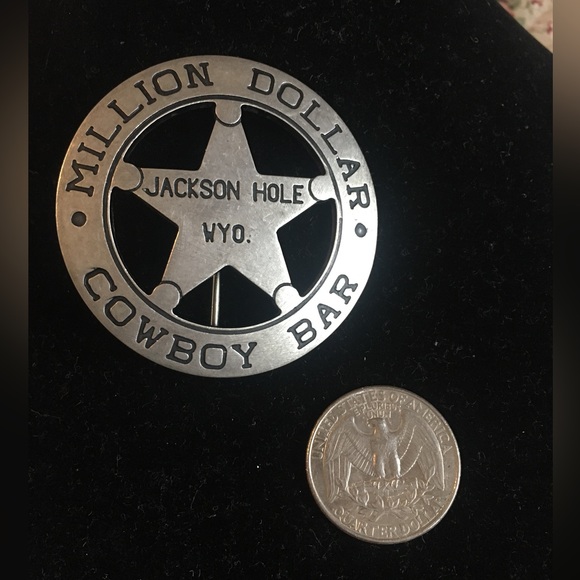 MILLION DOLLAR
JACKSON HOLE
WYO.
COWBOY BAR
UNITED STATES OF AMERICA
QUARTER DOLLAR